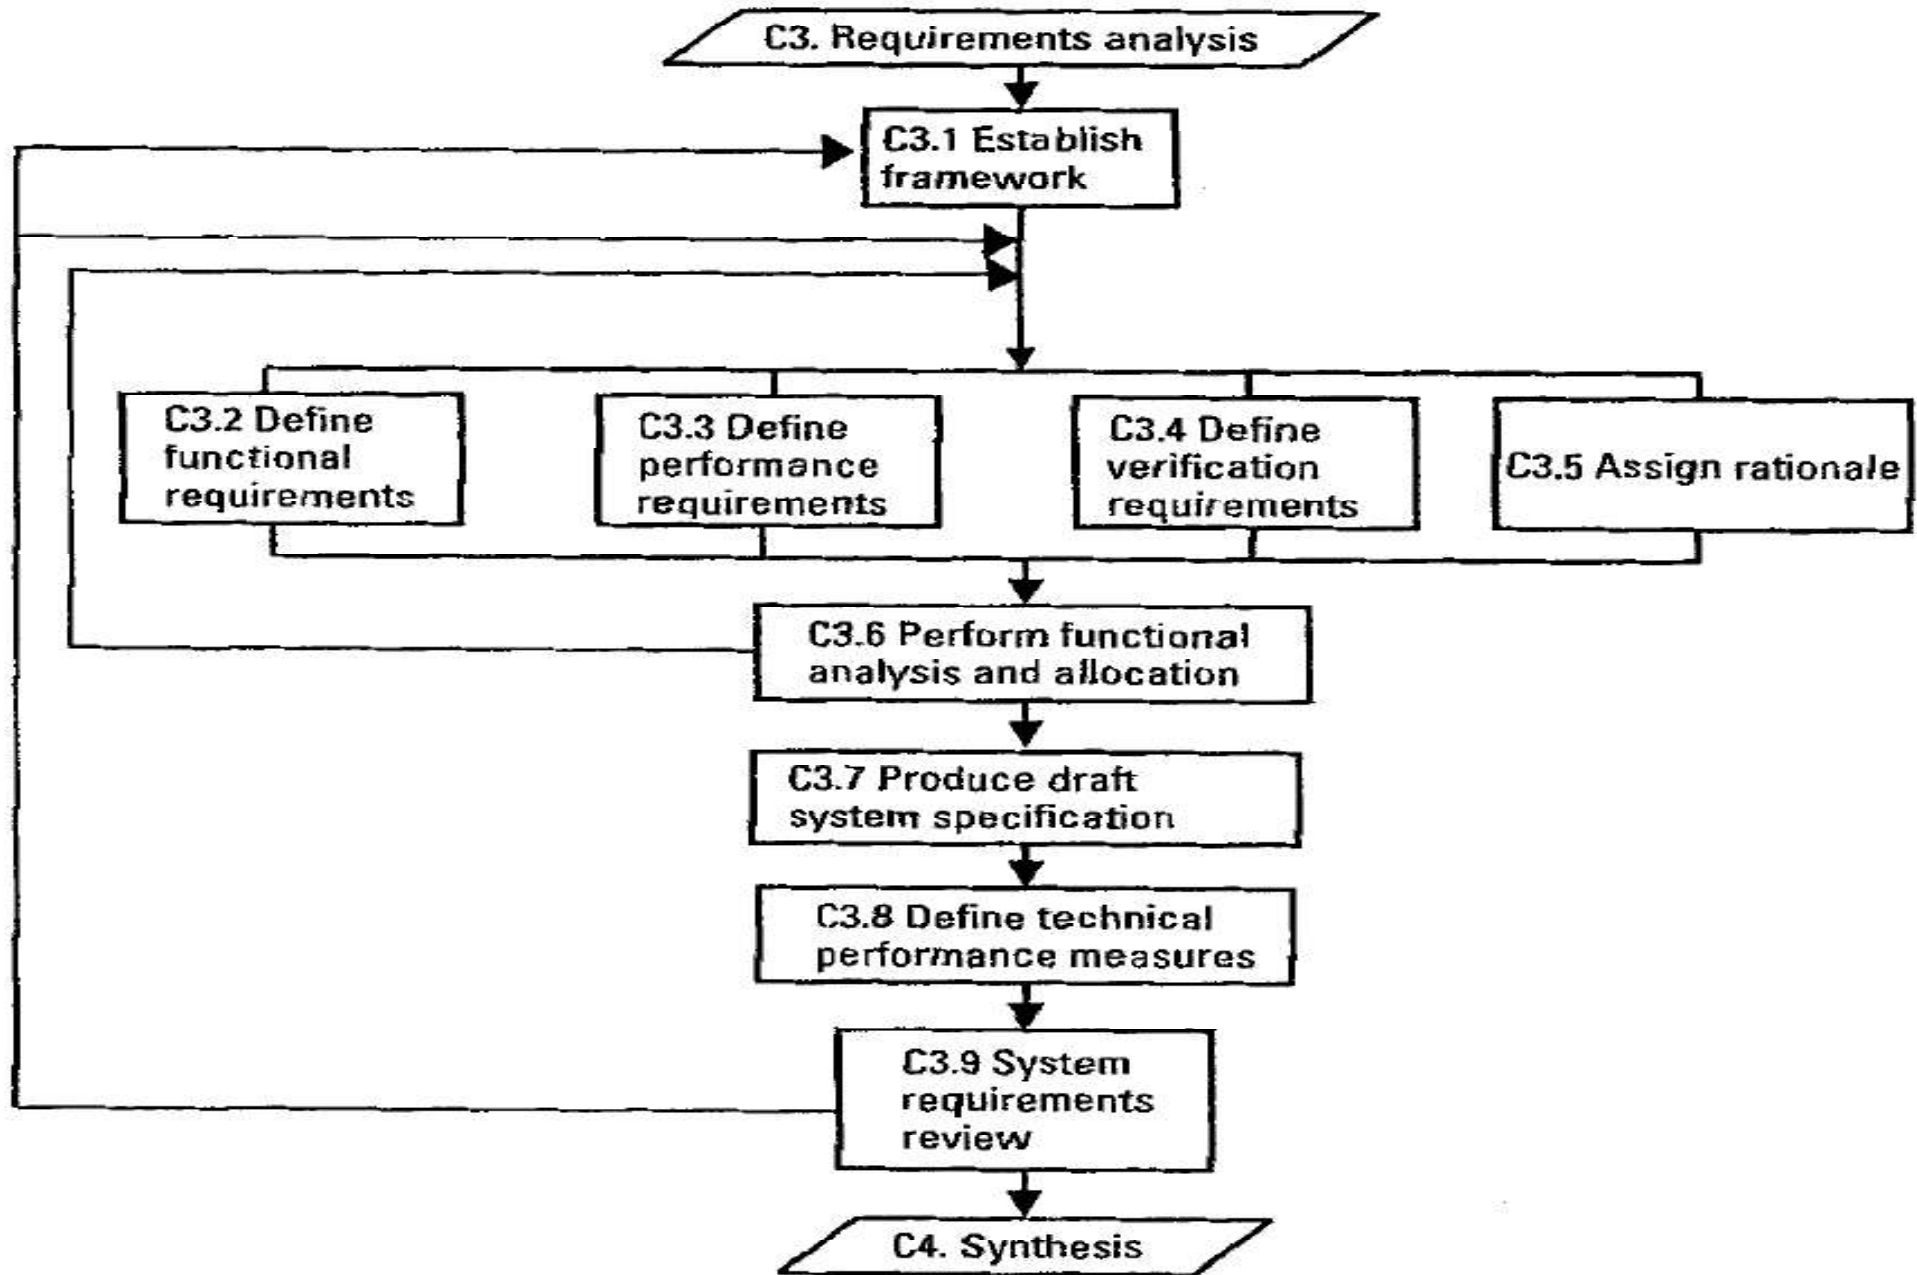 C3. Requirements analysis
C3.1 Establish
framework
C3.2 Define
functional
requirements
C3.3 Define
performance
requirements
C3.4 Define
verification
requirements
C3.5 Assign rationale
C3.6 Perform functional
analysis and allocation
C3.7 Produce draft
system specification
C3.8 Define technical
performance measures
C3.9 System
requirements
review
C4. Synthesis